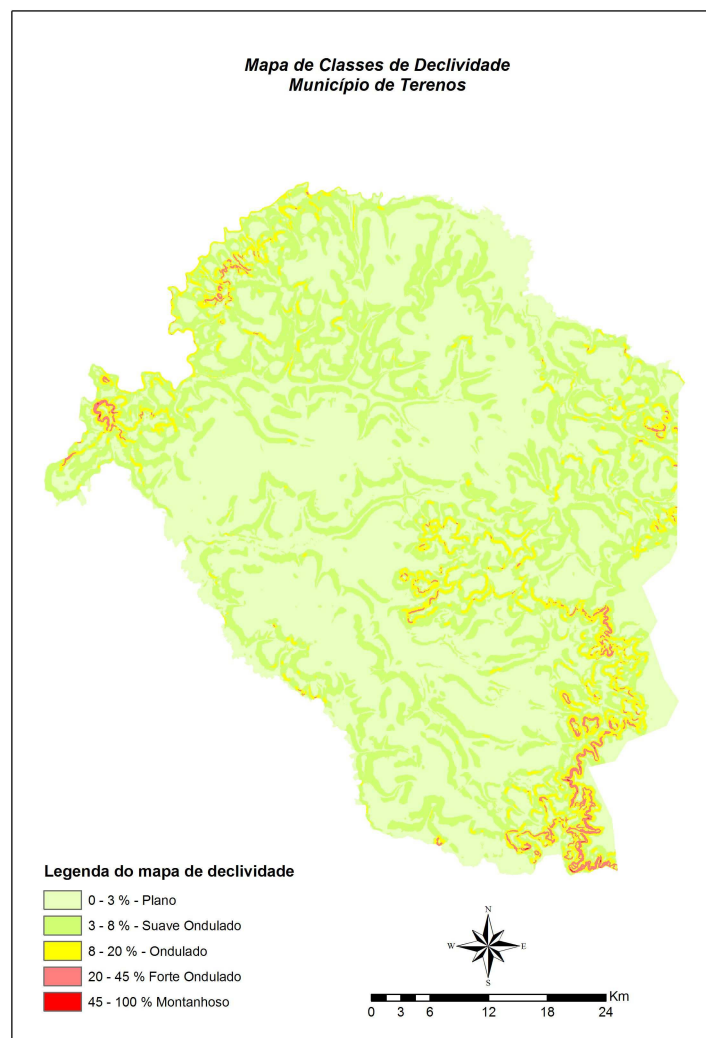 Mapa de Classes de Declividade
Município de Terenos
Legenda do mapa de declividade
0 - 3 % - Plano
3 - 8 % - Suave Ondulado
8 - 20 % - Ondulado
20 - 45 % Forte Ondulado
45 - 100 % Montanhoso
N
W E
S
Km
0 3 6 12 18 24